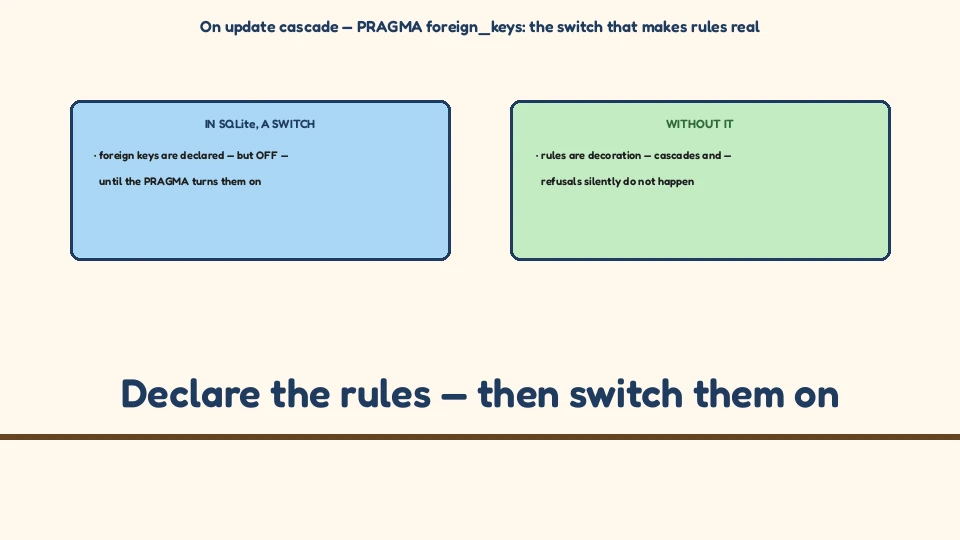 On update cascade — PRAGMA foreign_keys: the switch that makes rules real
IN SQLite, A SWITCH
· foreign keys are declared — but OFF —
until the PRAGMA turns them on
WITHOUT IT
· rules are decoration — cascades and —
refusals silently do not happen
Declare the rules — then switch them on